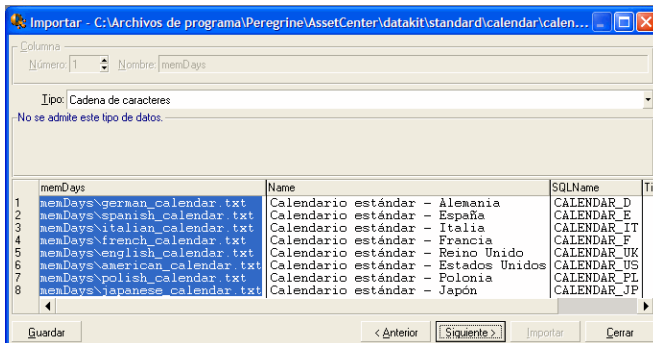 Importar - C:\Archivos de programa\Peregrine\AssetCenter\datakit\standard\calendar\calen...
Columna
Número: 1 Nombre: memDays
Tipo: Cadena de caracteres
No se admite este tipo de datos.
memDays Name SQLName Ti
1 memDays\german_calendar.txt Calendario estándar - Alemania CALENDAR_D
2 memDays\spanish_calendar.txt Calendario estándar - España CALENDAR_E
3 memDays\italian_calendar.txt Calendario estándar - Italia CALENDAR_IT
4 memDays\french_calendar.txt Calendario estándar - Francia CALENDAR_F
5 memDays\english_calendar.txt Calendario estándar - Reino Unido CALENDAR_UK
6 memDays\american_calendar.txt Calendario estándar - Estados Unidos CALENDAR_US
7 memDays\polish_calendar.txt Calendario estándar - Polonia CALENDAR_PL
8 memDays\japanese_calendar.txt Calendario estándar - Japón CALENDAR_JP
Guardar < Anterior Siguiente > Importar Cerrar